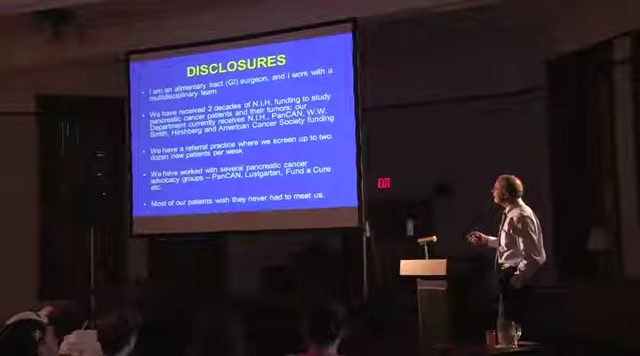 DISCLOSURES
• I am an alimentary tract (GI) surgeon, and I work with a
multidisciplinary team
• We have received 2 decades of N.I.H. funding to study
pancreatic cancer patients and their tumors; our
Department currently receives N.I.H., PanCAN, W.W.
Smith, Hirshberg and American Cancer Society funding
• We have a referral practice where we screen up to two
dozen new patients per week
• We have worked with several pancreatic cancer
advocacy groups – PanCAN, Lustgarten, Fund a Cure
etc.
• Most of our patients wish they never had to meet us.
EXIT